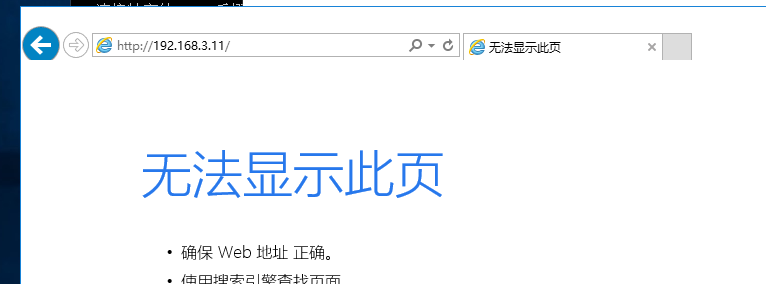 http://192.168.3.11/
无法显示此页
无法显示此页
• 确保 Web 地址 正确。
• 使用搜索引擎查找页面